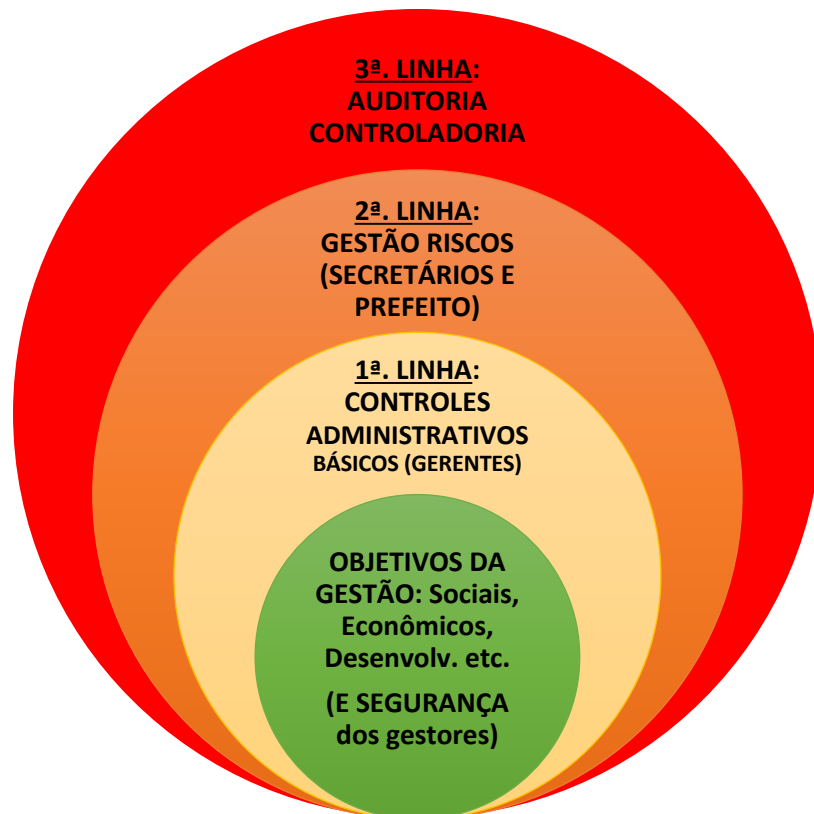 3ª. LINHA:
AUDITORIA
CONTROLADORIA
2ª. LINHA:
GESTÃO RISCOS
(SECRETÁRIOS E
PREFEITO)
1ª. LINHA:
CONTROLES
ADMINISTRATIVOS
BÁSICOS (GERENTES)
OBJETIVOS DA
GESTÃO: Sociais,
Econômicos,
Desenvolv. etc.
(E SEGURANÇA
dos gestores)